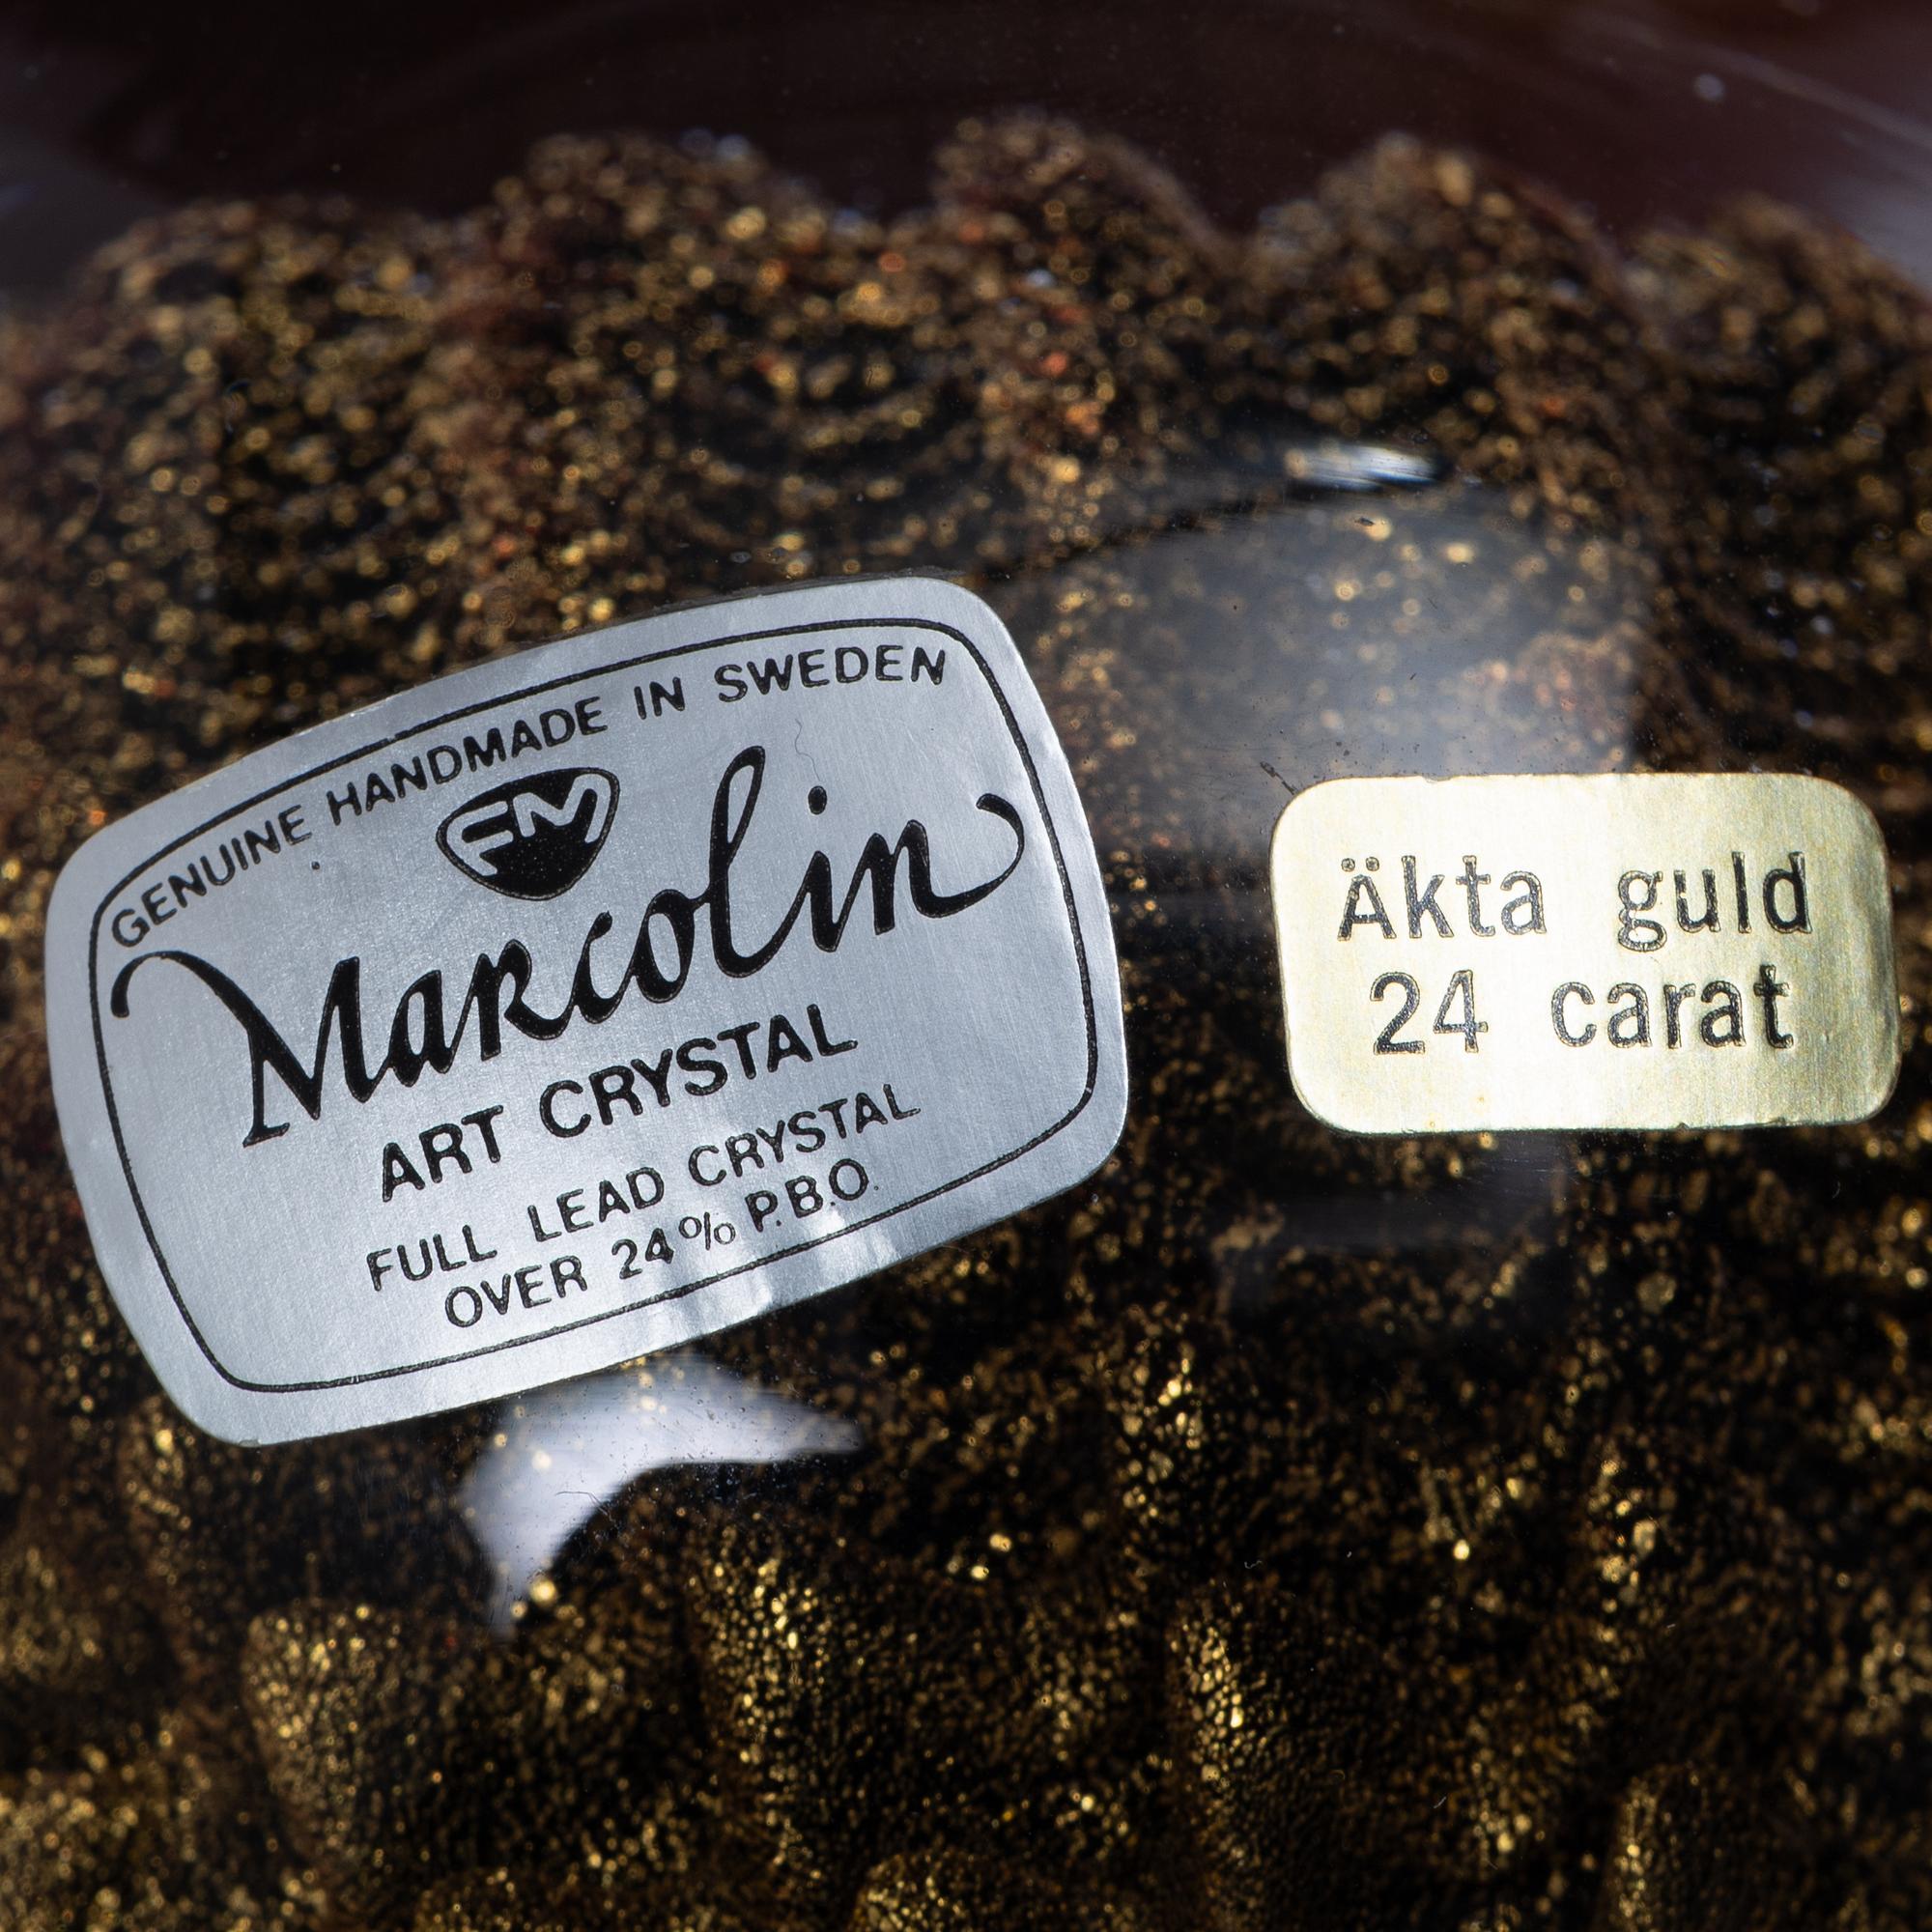 GENUINE HANDMADE IN SWEDEN
FM
Marcolin
ART CRYSTAL
FULL LEAD CRYSTAL
OVER 24% P.B.O.
Äkta guld
24 carat